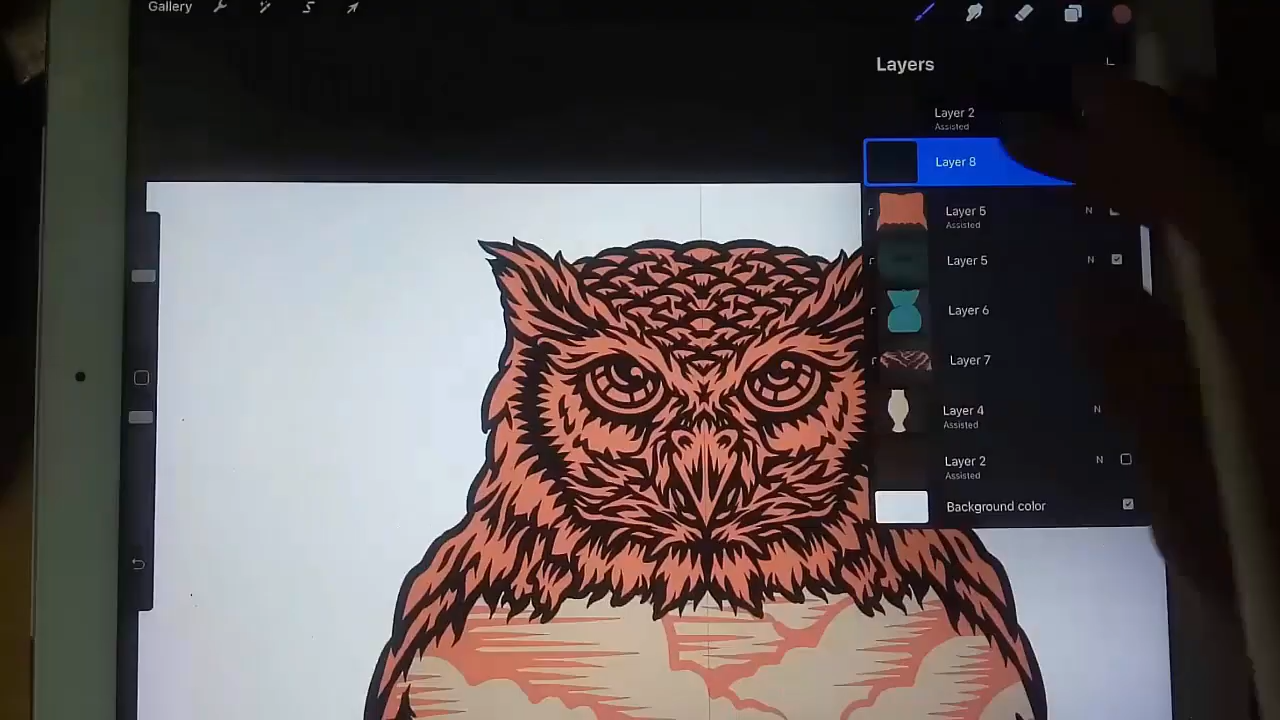 Gallery
Layers
Layer 2
Assisted
Layer 8
Layer 5
N
Assisted
Layer 5
N
Layer 6
Layer 7
Layer 4
N
Assisted
Layer 2
N
Assisted
Background color